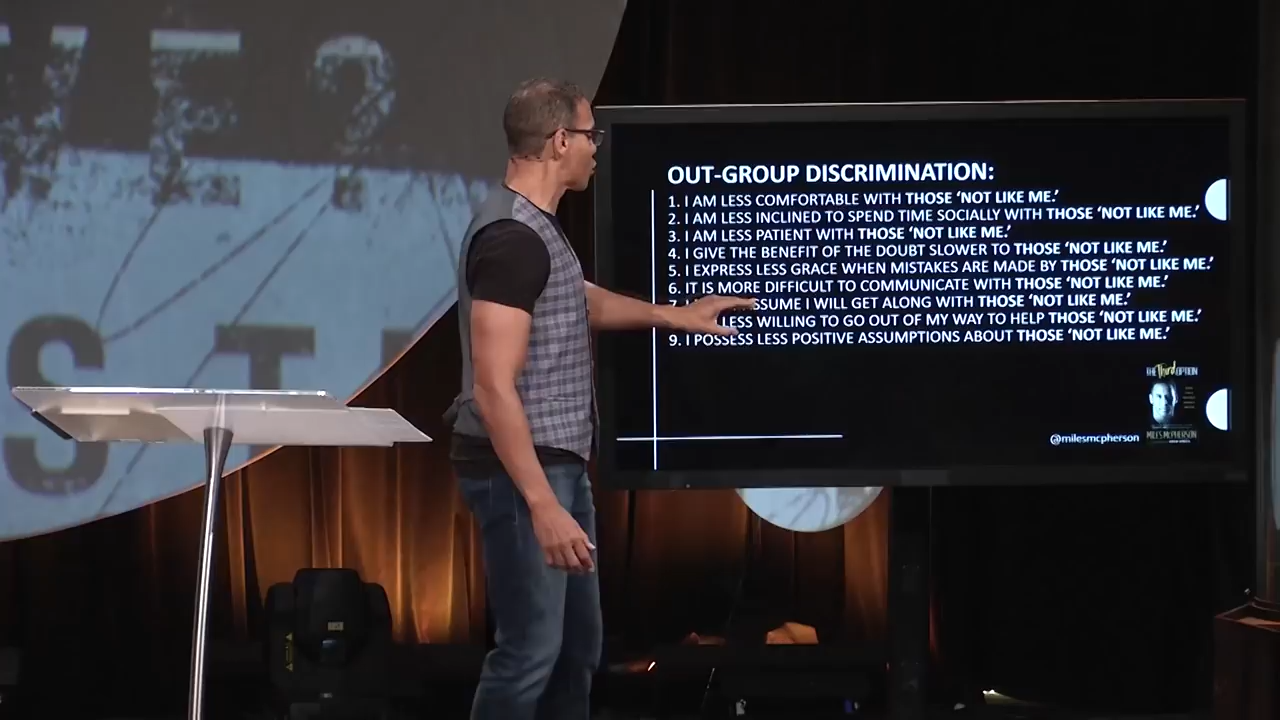 VE?
ST
S
OUT-GROUP DISCRIMINATION:
1. I AM LESS COMFORTABLE WITH THOSE ‘NOT LIKE ME.’
2. I AM LESS INCLINED TO SPEND TIME SOCIALLY WITH THOSE ‘NOT LIKE ME.’
3. I AM LESS PATIENT WITH THOSE ‘NOT LIKE ME.’
4. I GIVE THE BENEFIT OF THE DOUBT SLOWER TO THOSE ‘NOT LIKE ME.’
5. I EXPRESS LESS GRACE WHEN MISTAKES ARE MADE BY THOSE ‘NOT LIKE ME.’
6. IT IS MORE DIFFICULT TO COMMUNICATE WITH THOSE ‘NOT LIKE ME.’
7. ASSUME I WILL GET ALONG WITH THOSE ‘NOT LIKE ME.’
LESS WILLING TO GO OUT OF MY WAY TO HELP THOSE ‘NOT LIKE ME.’
9. I POSSESS LESS POSITIVE ASSUMPTIONS ABOUT THOSE ‘NOT LIKE ME.’
THE Third OPTION
MILES MCPHERSON
@milesmcpherson